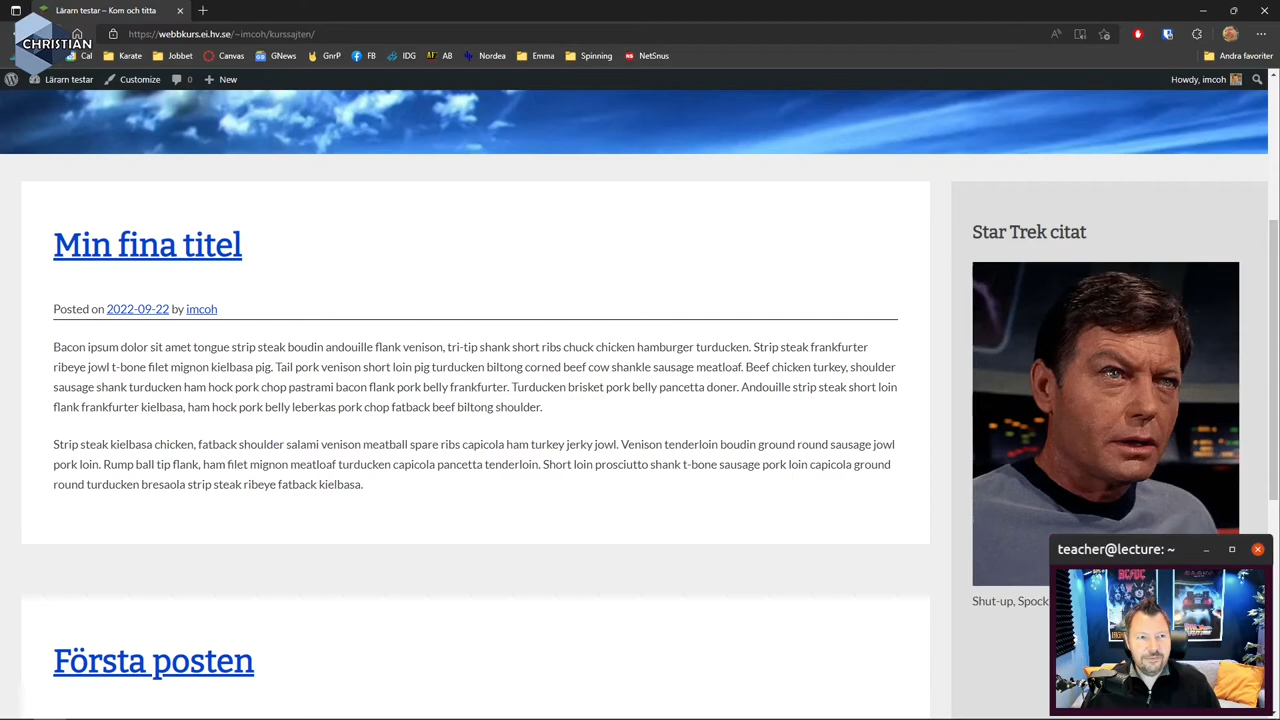 Lärarn testar – Kom och titta
https://webbkurs.ei.hv.se/~imcoh/kurssajten/
CHRISTIAN
Cal
Karate
Jobbet
Canvas
GNews
GnrP
FB
IDG
AB
Nordea
Emma
Spinning
NetSnus
Andra favoriter
Lärarn testar
Customize
0
New
Howdy, imcoh
Min fina titel
Posted on 2022-09-22 by imcoh
Bacon ipsum dolor sit amet tongue strip steak boudin andouille flank venison, tri-tip shank short ribs chuck chicken hamburger turducken. Strip steak frankfurter
ribeye jowl t-bone filet mignon kielbasa pig. Tail pork venison short loin pig turducken biltong corned beef cow shankle sausage meatloaf. Beef chicken turkey, shoulder
sausage shank turducken ham hock pork chop pastrami bacon flank pork belly frankfurter. Turducken brisket pork belly pancetta doner. Andouille strip steak short loin
flank frankfurter kielbasa, ham hock pork belly leberkas pork chop fatback beef biltong shoulder.
Strip steak kielbasa chicken, fatback shoulder salami venison meatball spare ribs capicola ham turkey jerky jowl. Venison tenderloin boudin ground round sausage jowl
pork loin. Rump ball tip flank, ham filet mignon meatloaf turducken capicola pancetta tenderloin. Short loin prosciutto shank t-bone sausage pork loin capicola ground
round turducken bresaola strip steak ribeye fatback kielbasa.
Första posten
Star Trek citat
Shut-up, Spock
teacher@lecture: ~
AC/DC